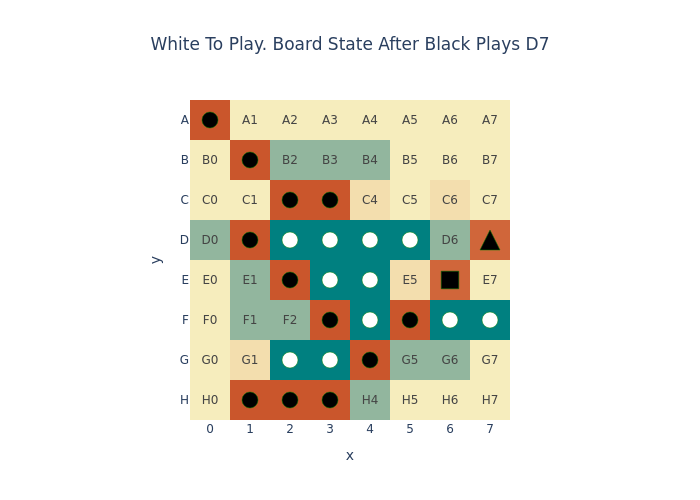 White To Play. Board State After Black Plays D7
A A1 A2 A3 A4 A5 A6 A7
B B0 B2 B3 B4 B5 B6 B7
C C0 C1 C4 C5 C6 C7
D D0 D6
E E0 E1 E5 E7
F F0 F1 F2
G G0 G1 G5 G6 G7
H H0 H4 H5 H6 H7
0 1 2 3 4 5 6 7
x
y